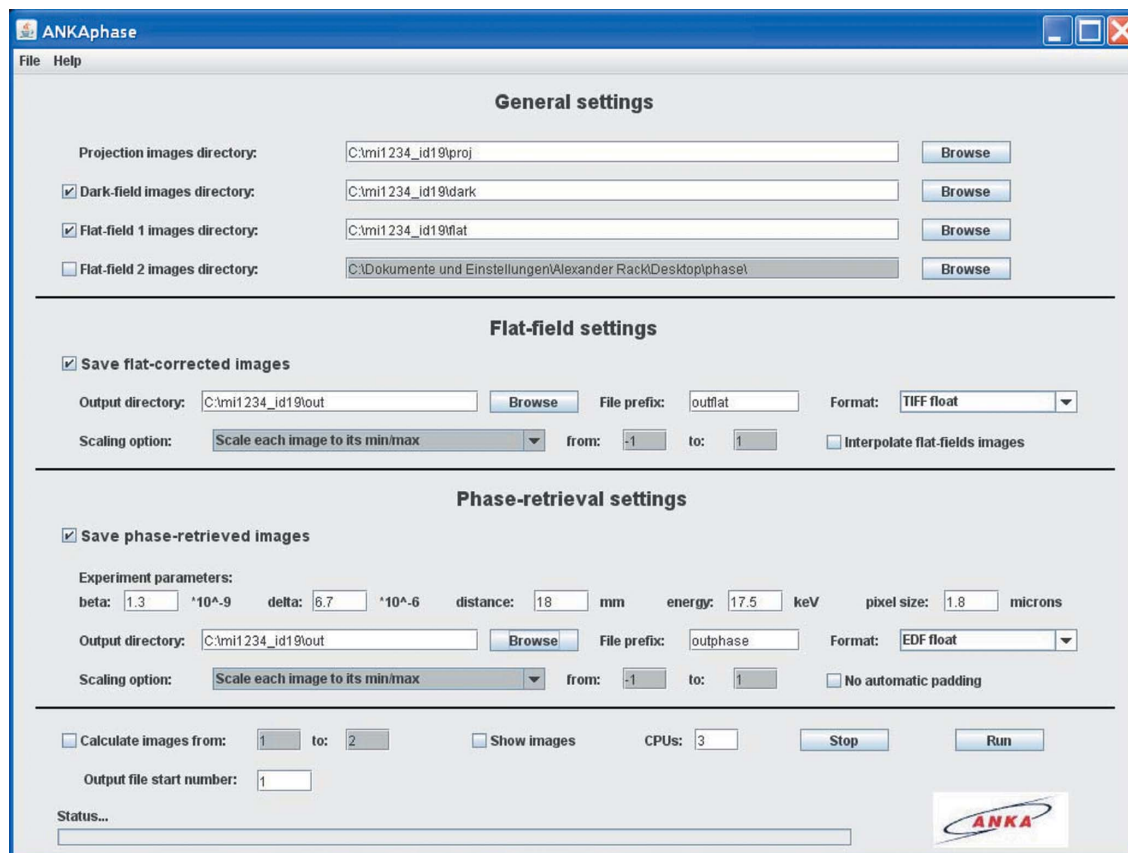 ANKAphase
File Help
General settings
Projection images directory: C:\mi1234_id19\proj Browse
Dark-field images directory: C:\mi1234_id19\dark Browse
Flat-field 1 images directory: C:\mi1234_id19\flat Browse
Flat-field 2 images directory: C:\Dokumente und Einstellungen\Alexander Rack\Desktop\phase\ Browse
Flat-field settings
Save flat-corrected images
Output directory: C:\mi1234_id19\out Browse File prefix: outflat Format: TIFF float
Scaling option: Scale each image to its min/max from: -1 to: 1 Interpolate flat-fields images
Phase-retrieval settings
Save phase-retrieved images
Experiment parameters:
beta: 1.3 *10^-9 delta: 6.7 *10^-6 distance: 18 mm energy: 17.5 keV pixel size: 1.8 microns
Output directory: C:\mi1234_id19\out Browse File prefix: outphase Format: EDF float
Scaling option: Scale each image to its min/max from: -1 to: 1 No automatic padding
Calculate images from: 1 to: 2 Show images CPUs: 3 Stop Run
Output file start number: 1
Status...
ANKA